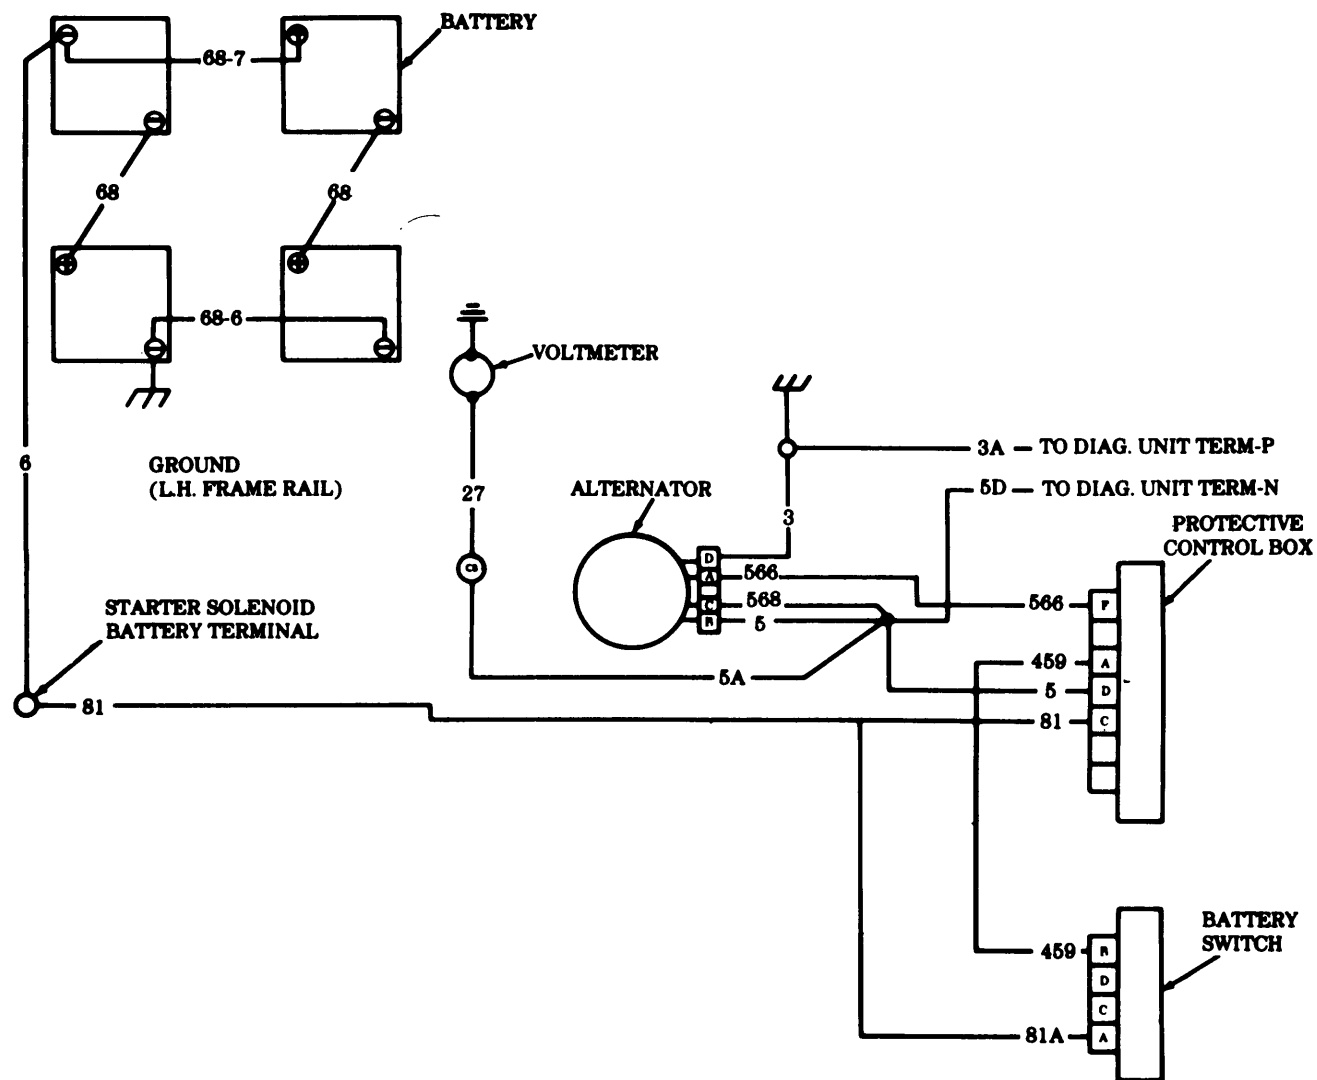 BATTERY
68-7
68
68
68-6
VOLTMETER
6
GROUND
(L.H. FRAME RAIL)
27
ALTERNATOR
3A — TO DIAG. UNIT TERM-P
5D — TO DIAG. UNIT TERM-N
3
PROTECTIVE
CONTROL BOX
CB
D
A
C
B
566
568
5
566
F
STARTER SOLENOID
BATTERY TERMINAL
459
A
5A
5
D
81
81
C
BATTERY
SWITCH
459
B
D
C
81A
A